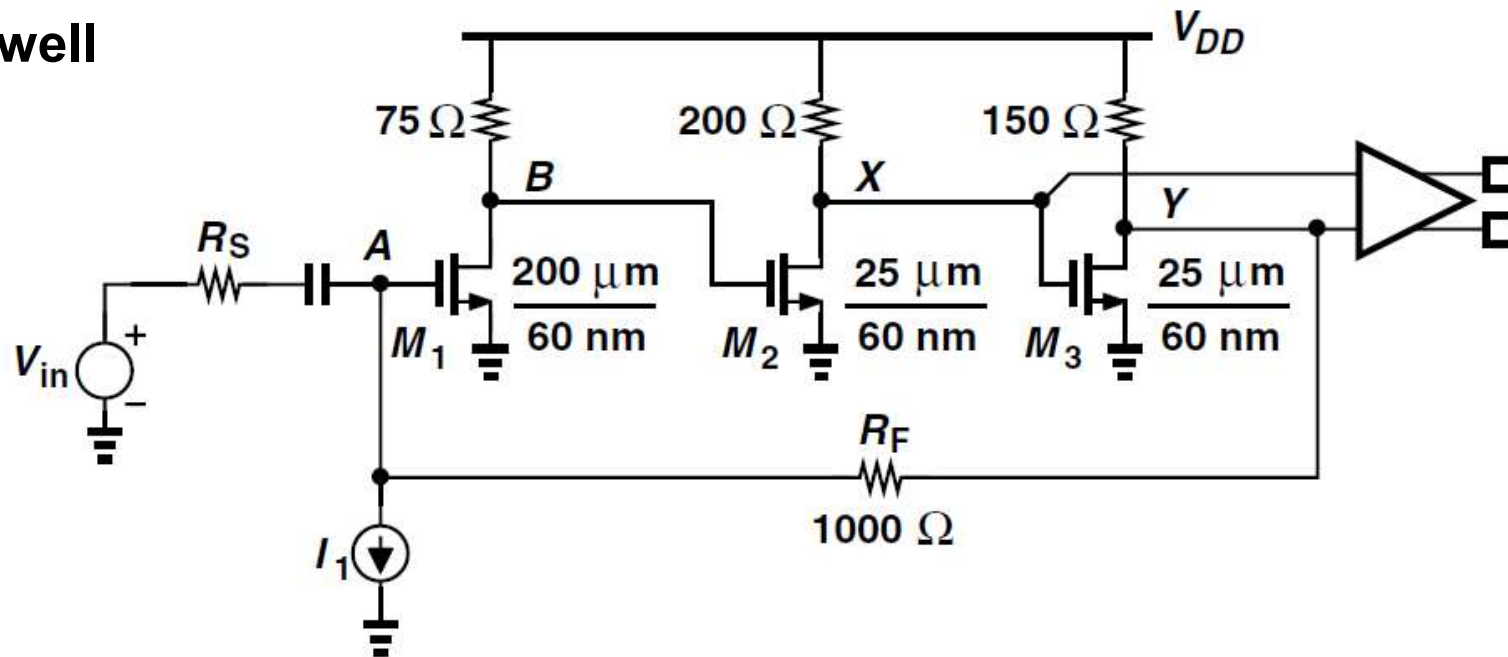 well
V_DD
75 Ω
200 Ω
150 Ω
B
X
Y
R_S
A
200 μm
60 nm
25 μm
60 nm
25 μm
60 nm
M_1
M_2
M_3
V_in
+
−
R_F
1000 Ω
I_1